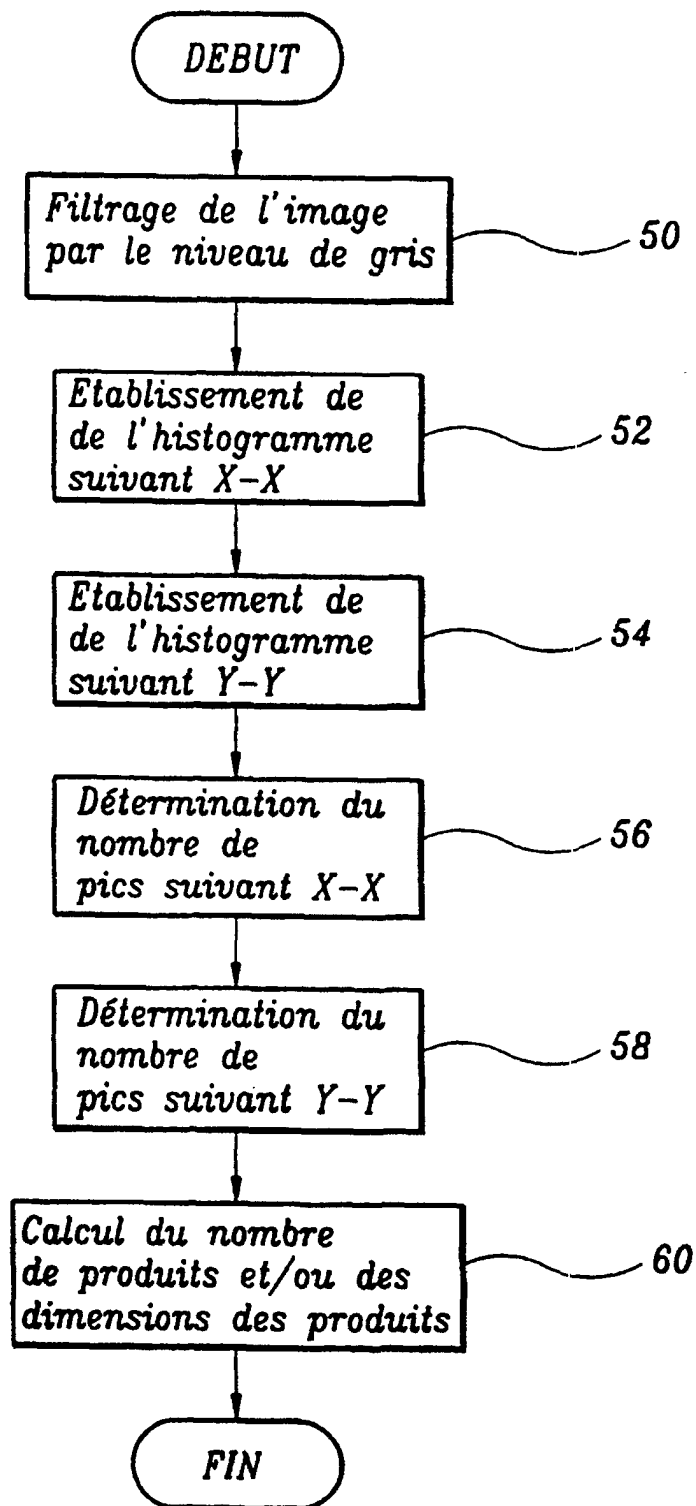 DEBUT
Filtrage de l'image
par le niveau de gris
50
Etablissement de
de l'histogramme
suivant X-X
52
Etablissement de
de l'histogramme
suivant Y-Y
54
Détermination du
nombre de
pics suivant X-X
56
Détermination du
nombre de
pics suivant Y-Y
58
Calcul du nombre
de produits et/ou des
dimensions des produits
60
FIN